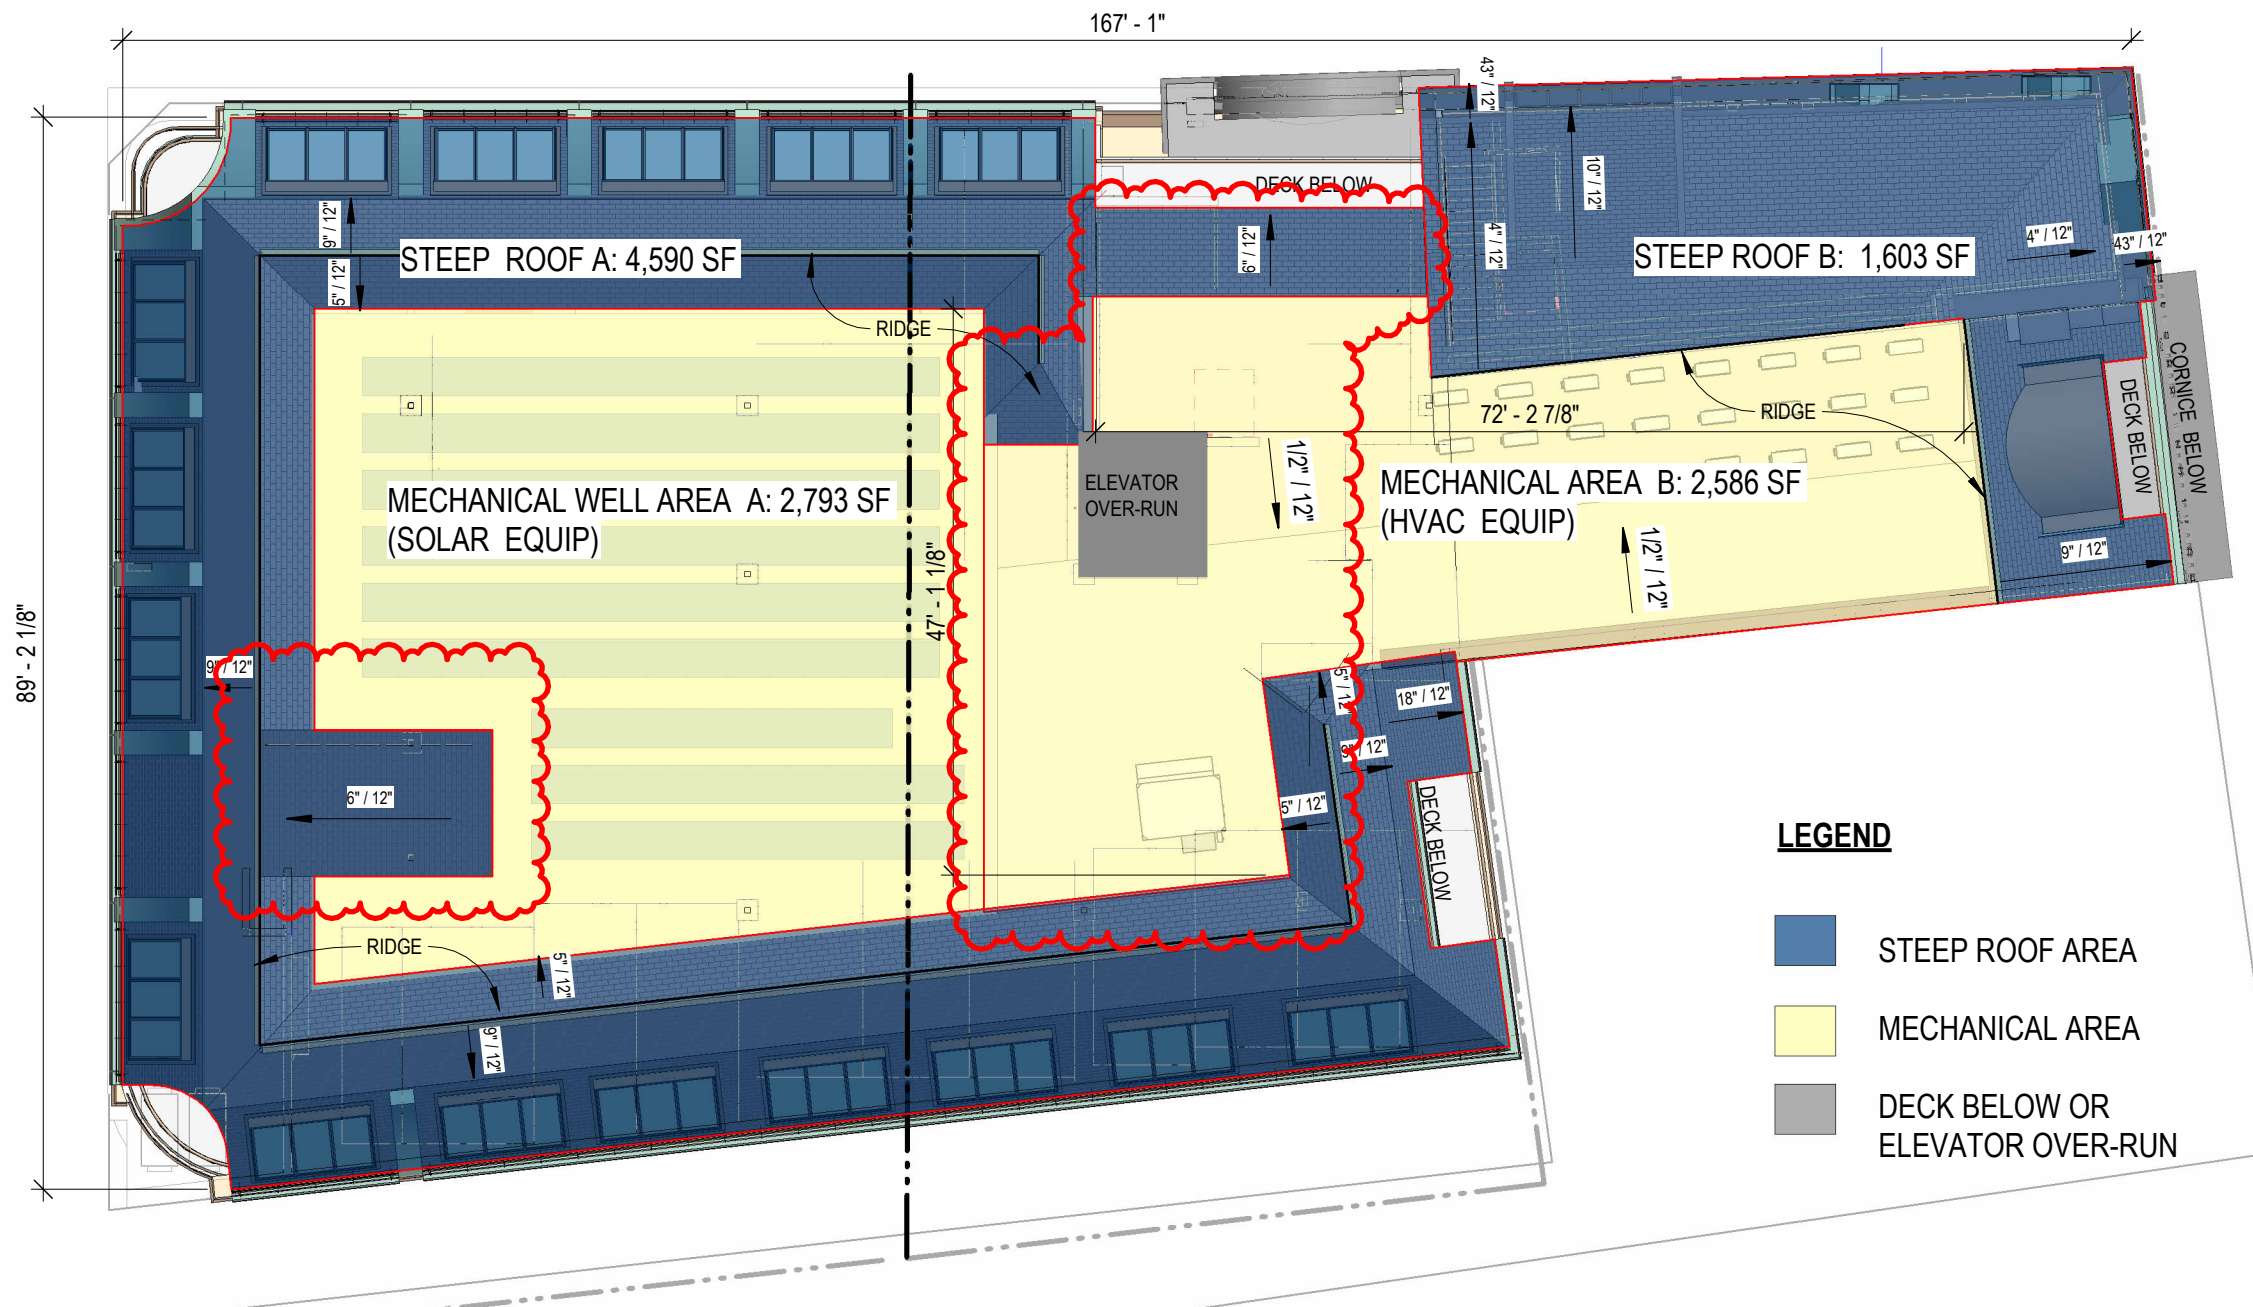 167' - 1"
43" / 12"
DECK BELOW
9" / 12"
5" / 12"
STEEP ROOF A: 4,590 SF
9" / 12"
10" / 12"
4" / 12"
STEEP ROOF B: 1,603 SF
4" / 12"
43" / 12"
RIDGE
CORNICE BELOW
DECK BELOW
72' - 2 7/8"
RIDGE
1/2" / 12"
ELEVATOR
OVER-RUN
MECHANICAL WELL AREA A: 2,793 SF
(SOLAR EQUIP)
MECHANICAL AREA B: 2,586 SF
(HVAC EQUIP)
1/2" / 12"
9" / 12"
47' - 1 1/8"
89' - 2 1/8"
9" / 12"
5" / 12"
18" / 12"
9" / 12"
6" / 12"
5" / 12"
DECK BELOW
RIDGE
5" / 12"
9" / 12"
LEGEND
STEEP ROOF AREA
MECHANICAL AREA
DECK BELOW OR
ELEVATOR OVER-RUN